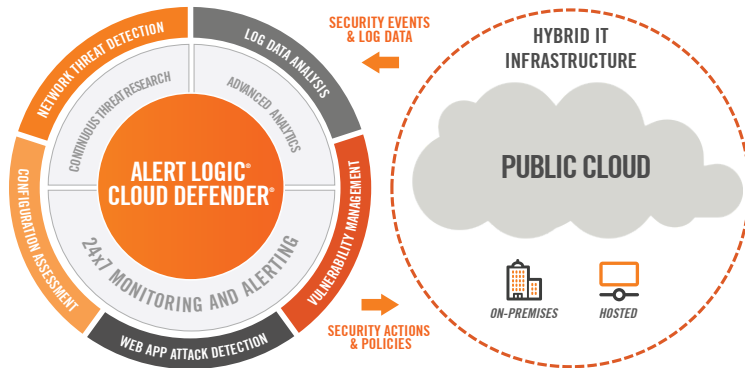 NETWORK THREAT DETECTION
LOG DATA ANALYSIS
CONTINUOUS THREAT RESEARCH
ADVANCED ANALYTICS
ALERT LOGIC®
CLOUD DEFENDER®
CONFIGURATION ASSESSMENT
VULNERABILITY MANAGEMENT
24x7 MONITORING AND ALERTING
WEB APP ATTACK DETECTION
SECURITY EVENTS
& LOG DATA
SECURITY ACTIONS
& POLICIES
HYBRID IT
INFRASTRUCTURE
PUBLIC CLOUD
ON-PREMISES
HOSTED